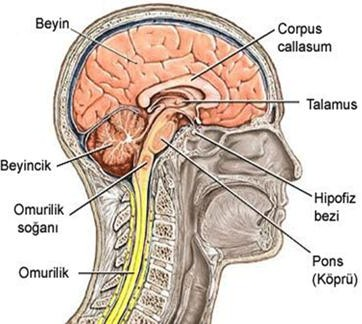 Beyin
Corpus
callasum
Talamus
Beyincik
Hipofiz
bezi
Omurilik
soğanı
Pons
(Köprü)
Omurilik